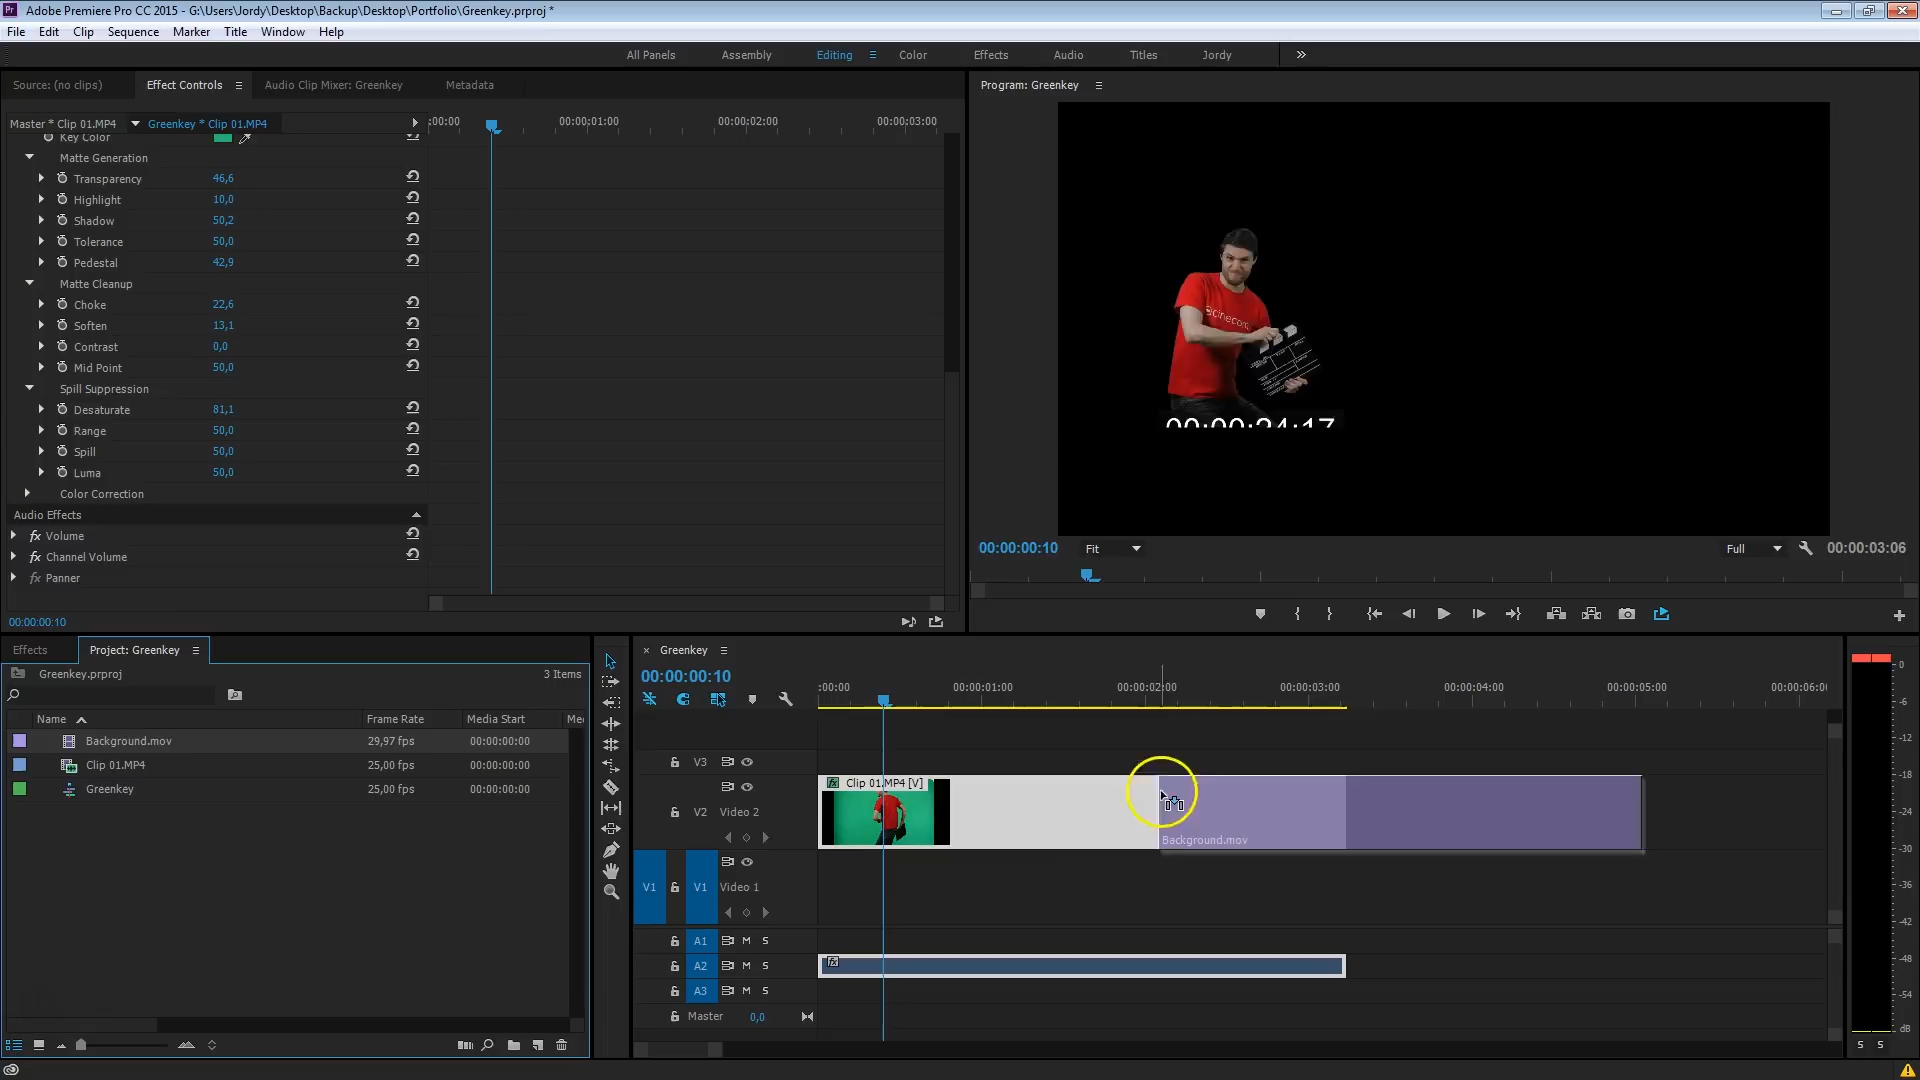 Adobe Premiere Pro CC 2015 - G:\Users\Jordy\Desktop\Backup\Desktop\Portfolio\Greenkey.prproj *
File Edit Clip Sequence Marker Title Window Help
All Panels Assembly Editing Color Effects Audio Titles Jordy
Source: (no clips) Effect Controls Audio Clip Mixer: Greenkey Metadata
Program: Greenkey
Master * Clip 01.MP4 Greenkey * Clip 01.MP4
:00:00 00:00:01:00 00:00:02:00 00:00:03:00
Key Color
Matte Generation
Transparency 46,6
Highlight 10,0
Shadow 50,2
Tolerance 50,0
Pedestal 42,9
Matte Cleanup
Choke 22,6
Soften 13,1
Contrast 0,0
Mid Point 50,0
Spill Suppression
Desaturate 81,1
Range 50,0
Spill 50,0
Luma 50,0
Color Correction
Audio Effects
fx Volume
fx Channel Volume
fx Panner
00:00:00:10
@cinecom
00:00:24:17
00:00:00:10 Fit Full 00:00:03:06
Effects Project: Greenkey
Greenkey.prproj 3 Items
Name Frame Rate Media Start Me
Background.mov 29,97 fps 00:00:00:00
Clip 01.MP4 25,00 fps 00:00:00:00
Greenkey 25,00 fps 00:00:00:00
Greenkey
00:00:00:10
:00:00 00:00:01:00 00:00:02:00 00:00:03:00 00:00:04:00 00:00:05:00 00:00:06:0
V3
V2 Video 2
fx Clip 01.MP4 [V]
Background.mov
V1 V1 Video 1
A1 M S
A2 M S
fx
A3 M S
Master 0,0
0
-6
-12
-18
-24
-30
-36
-42
-48
-54
dB
S S